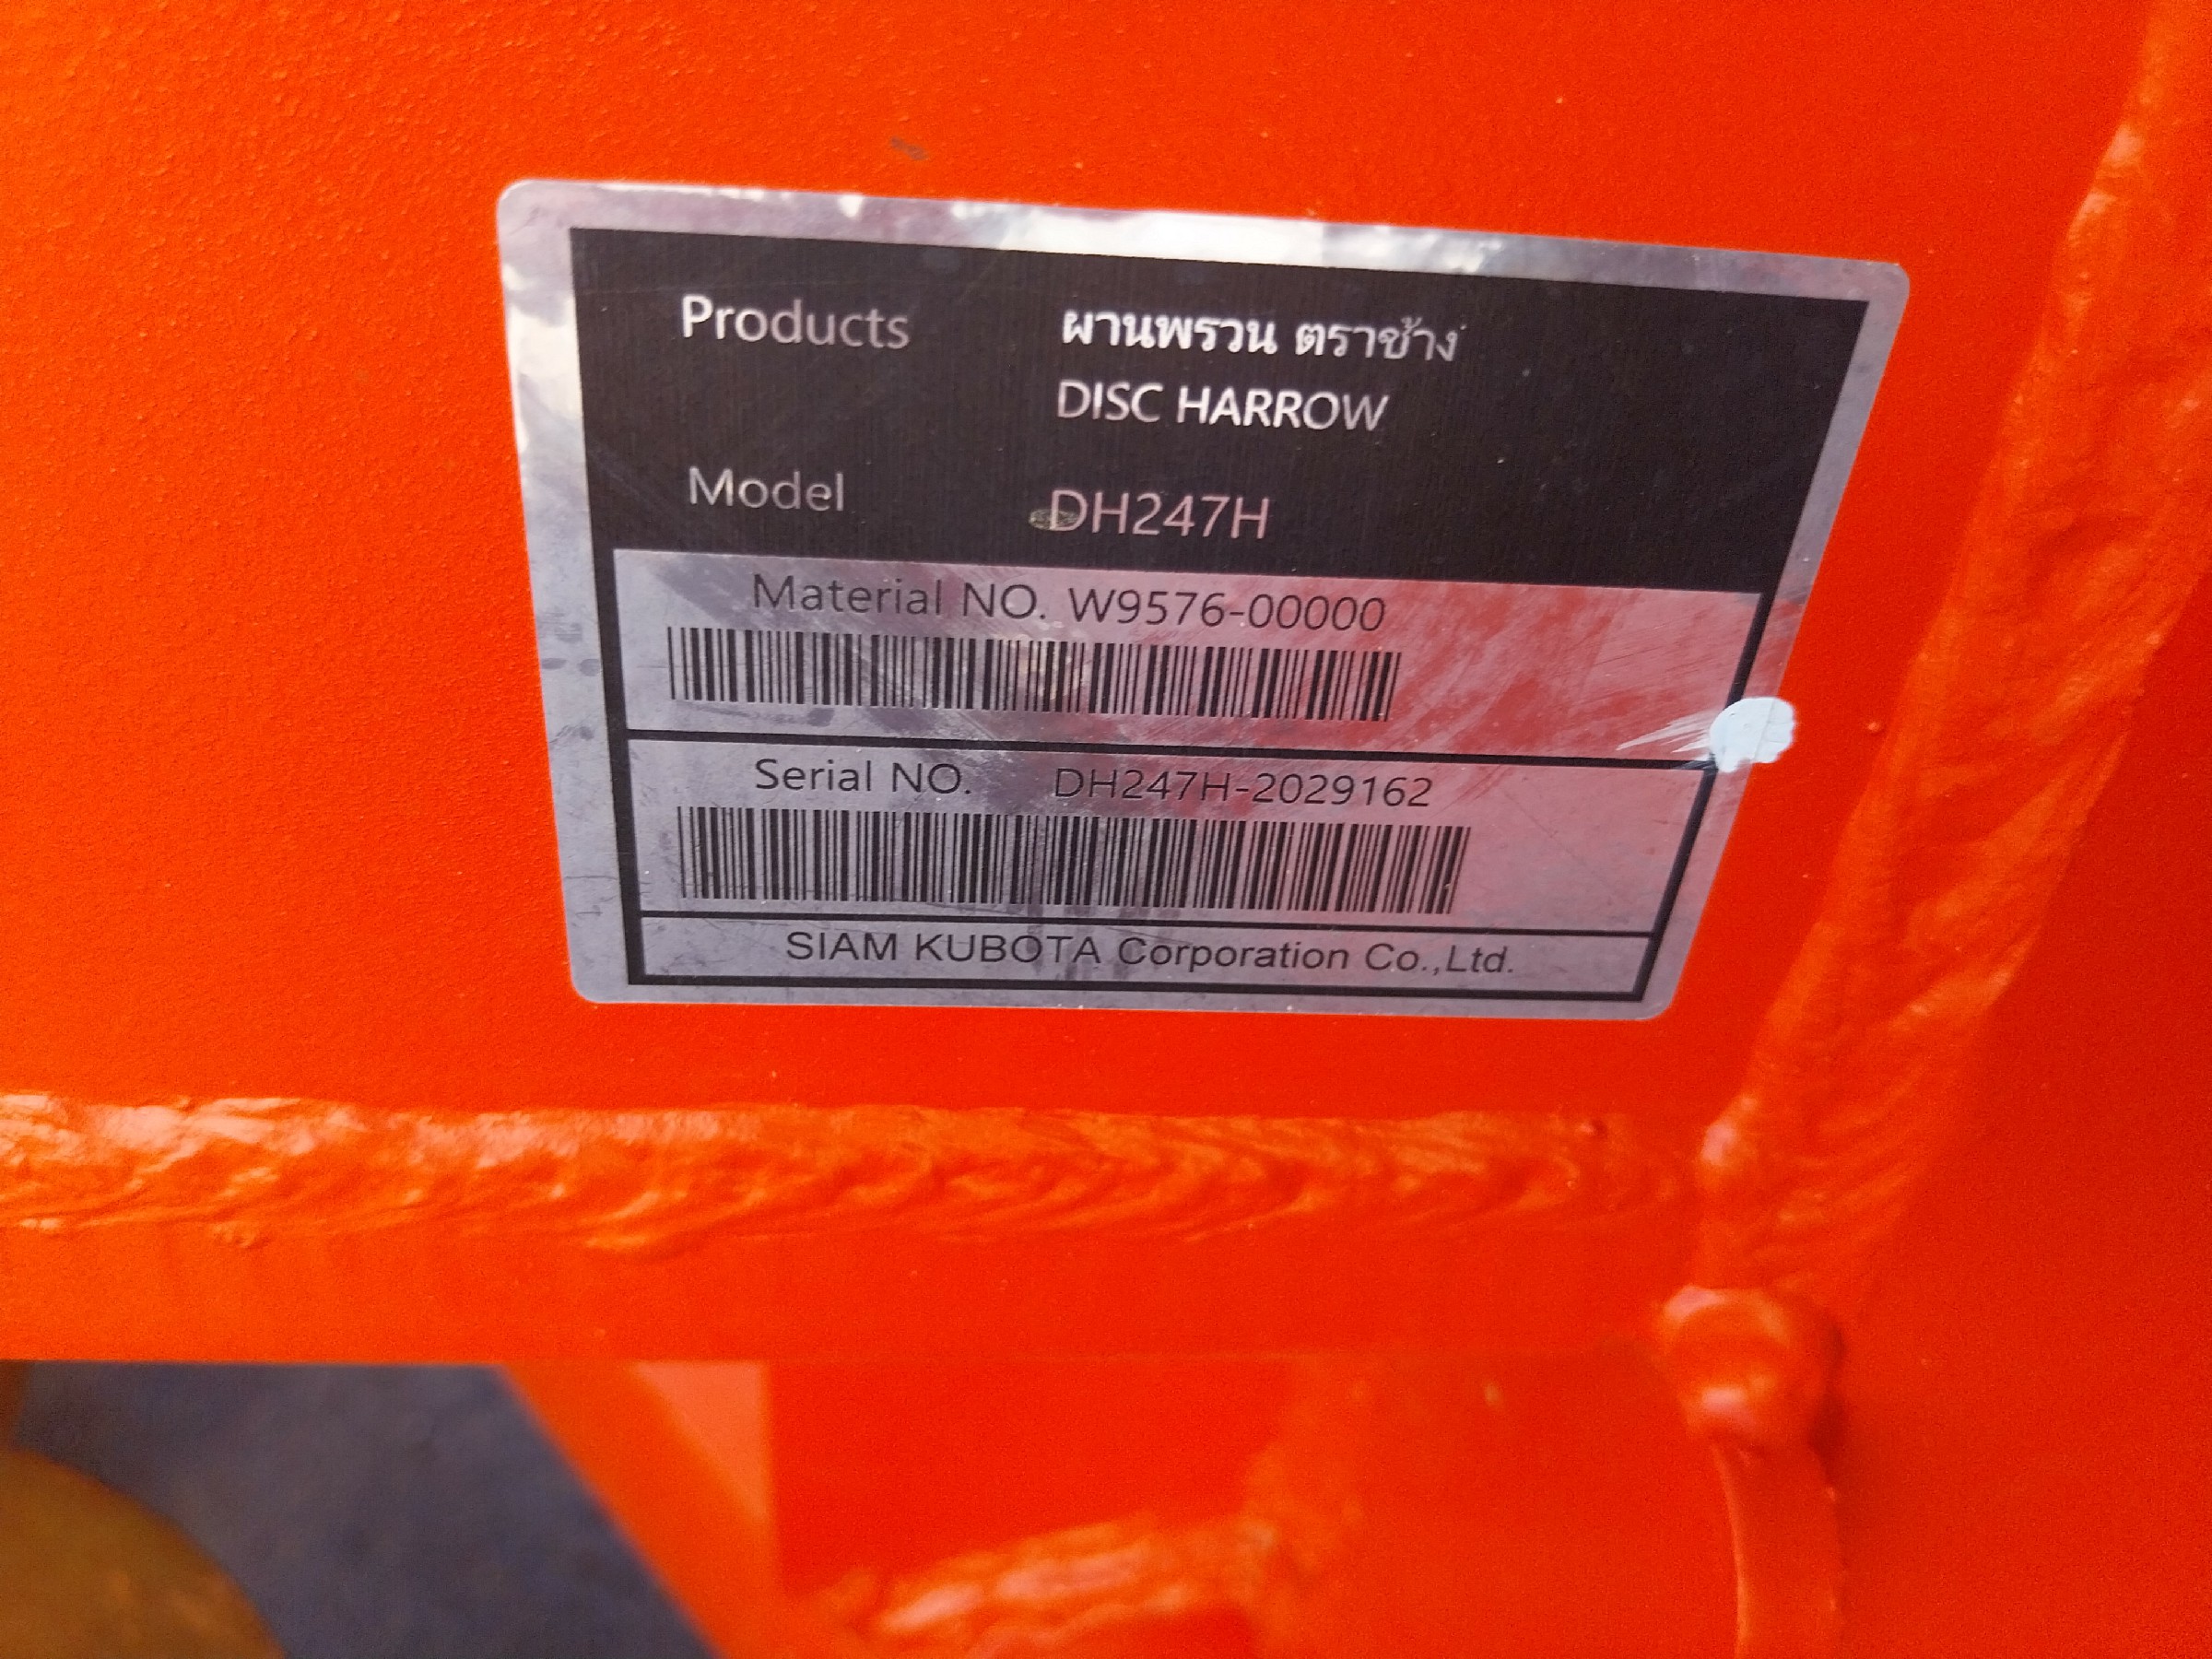 Products ผานพรวน ตราช้าง
DISC HARROW
Model DH247H
Material NO. W9576-00000
Serial NO. DH247H-2029162
SIAM KUBOTA Corporation Co.,Ltd.